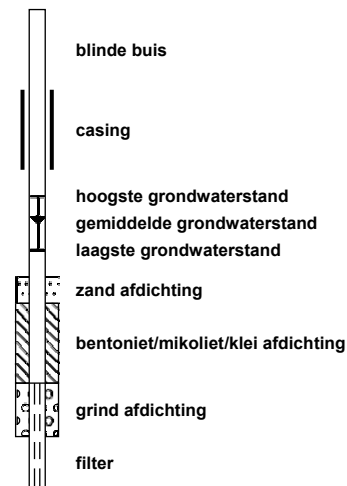 blinde buis
casing
hoogste grondwaterstand
gemiddelde grondwaterstand
laagste grondwaterstand
zand afdichting
bentoniet/mikoliet/klei afdichting
grind afdichting
filter